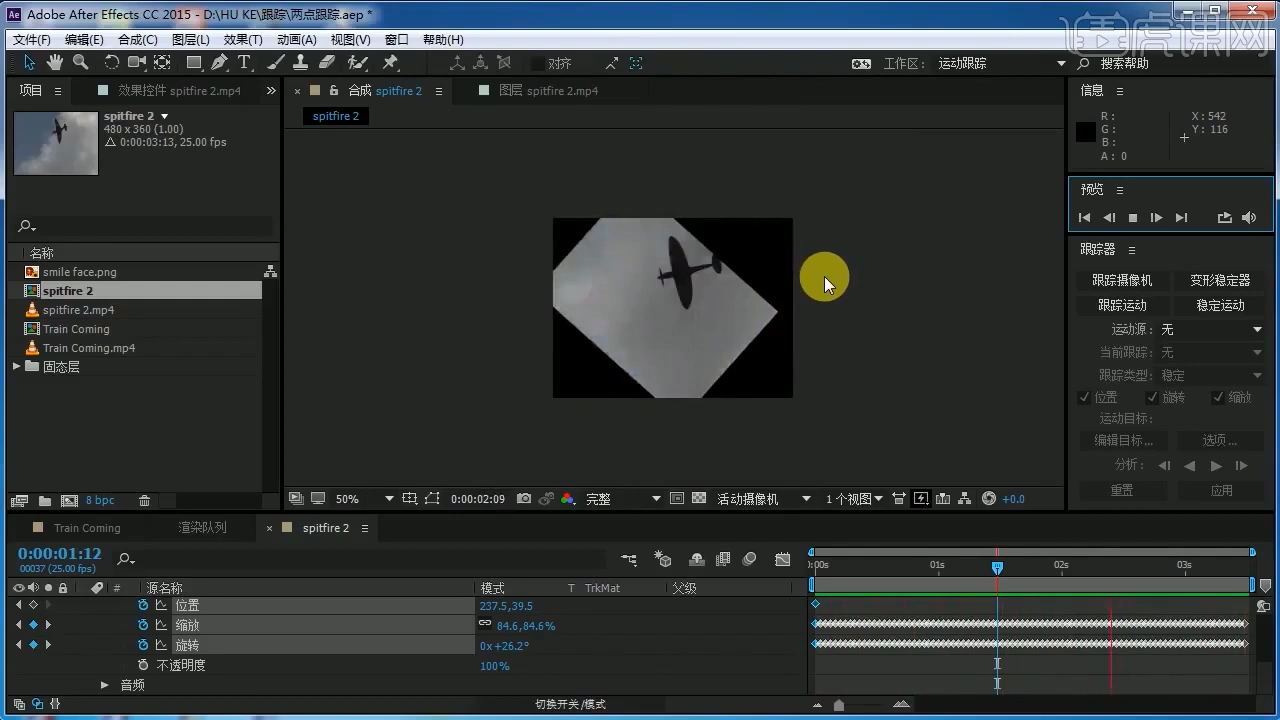 Adobe After Effects CC 2015 - D:\HU KE\跟踪\两点跟踪.aep *
虎课网
文件(F) 编辑(E) 合成(C) 图层(L) 效果(T) 动画(A) 视图(V) 窗口 帮助(H)
对齐 工作区: 运动跟踪 搜索帮助
项目 效果控件 spitfire 2.mp4
合成 spitfire 2 图层 spitfire 2.mp4
信息
spitfire 2
480 x 360 (1.00)
Δ 0:00:03:13, 25.00 fps
spitfire 2
R: X: 542
G: Y: 116
B:
A: 0
预览
名称
smile face.png
spitfire 2
spitfire 2.mp4
Train Coming
Train Coming.mp4
固态层
跟踪器
跟踪摄像机 变形稳定器
跟踪运动 稳定运动
运动源: 无
当前跟踪: 无
跟踪类型: 稳定
位置 旋转 缩放
运动目标:
编辑目标... 选项...
分析:
重置 应用
8 bpc
50% 0:00:02:09 完整 活动摄像机 1 个视图 +0.0
Train Coming 渲染队列 spitfire 2
0:00:01:12
00037 (25.00 fps)
:00s 01s 02s 03s
# 源名称 模式 T TrkMat 父级
位置 237.5,39.5
缩放 84.6,84.6%
旋转 0x+26.2°
不透明度 100%
音频
切换开关/模式